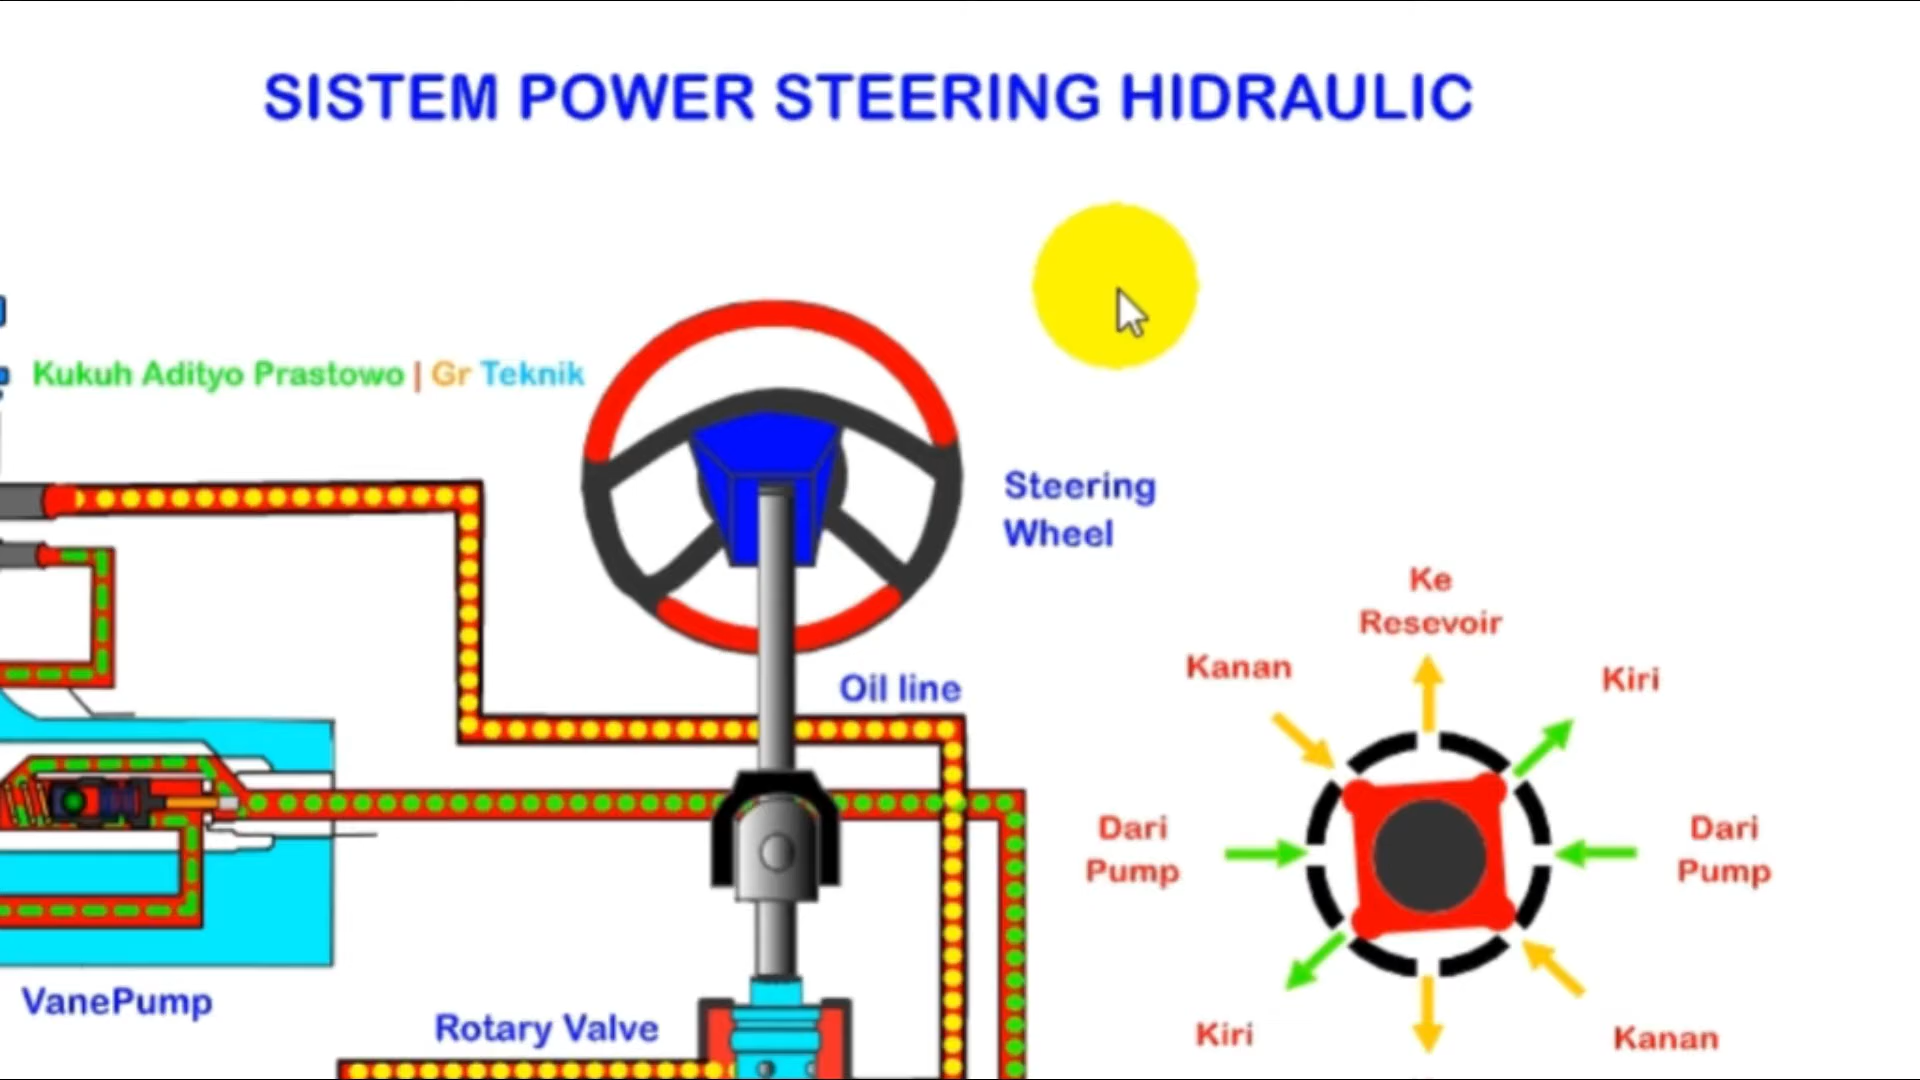 SISTEM POWER STEERING HIDRAULIC
Kukuh Adityo Prastowo | Gr Teknik
Steering
Wheel
Oil line
VanePump
Rotary Valve
Ke
Resevoir
Kanan
Kiri
Dari
Pump
Dari
Pump
Kiri
Kanan